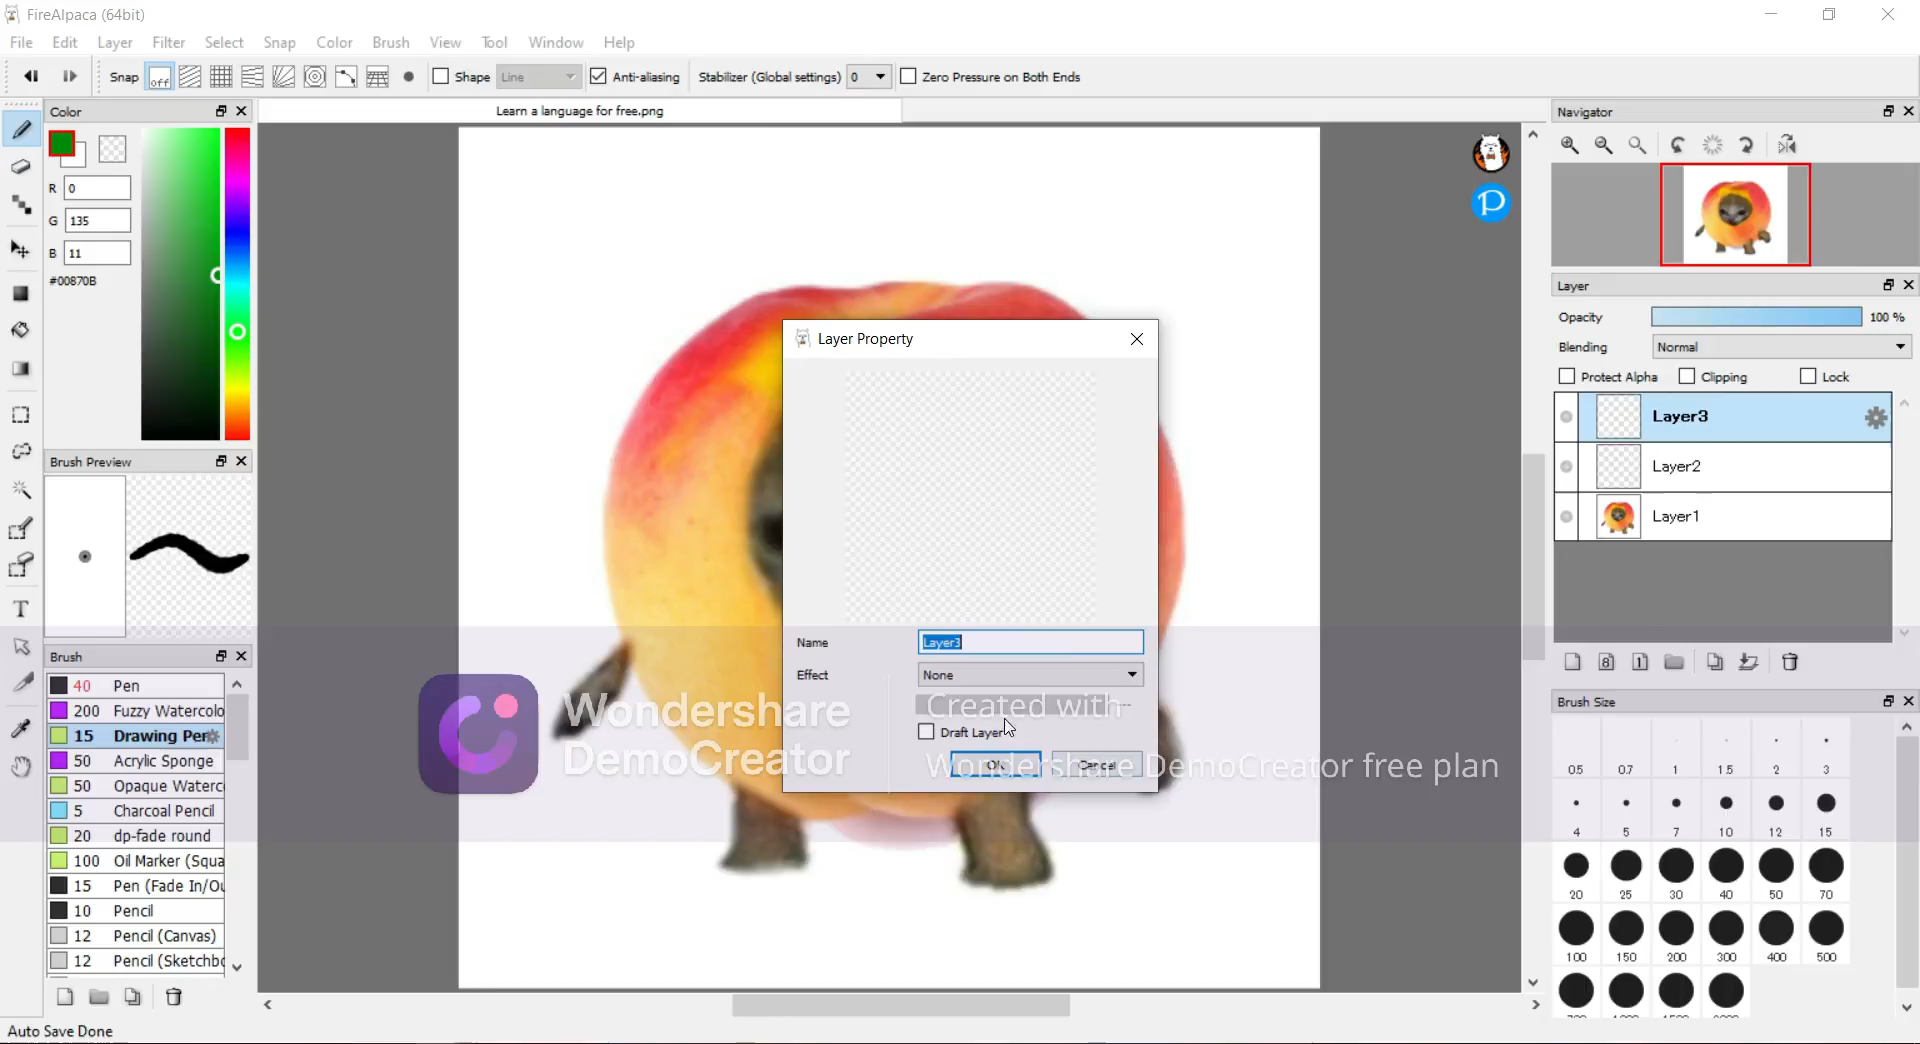 FireAlpaca (64bit)
File Edit Layer Filter Select Snap Color Brush View Tool Window Help
Snap off Shape Line Anti-aliasing Stabilizer (Global settings) 0 Zero Pressure on Both Ends
Color
Learn a language for free.png
Navigator
R 0
G 135
B 11
#00870B
Layer
Opacity 100 %
Blending Normal
Protect Alpha Clipping Lock
Layer3
Layer2
Layer1
Layer Property
Name Layer3
Effect None
Draft Layer
OK Cancel
Brush Preview
Brush
40 Pen
200 Fuzzy Watercolo
15 Drawing Pen
50 Acrylic Sponge
50 Opaque Waterc
5 Charcoal Pencil
20 dp-fade round
100 Oil Marker (Squa
15 Pen (Fade In/Ou
10 Pencil
12 Pencil (Canvas)
12 Pencil (Sketchbo
Wondershare
DemoCreator
Created with
Wondershare DemoCreator free plan
Brush Size
0.5 0.7 1 1.5 2 3
4 5 7 10 12 15
20 25 30 40 50 70
100 150 200 300 400 500
Auto Save Done